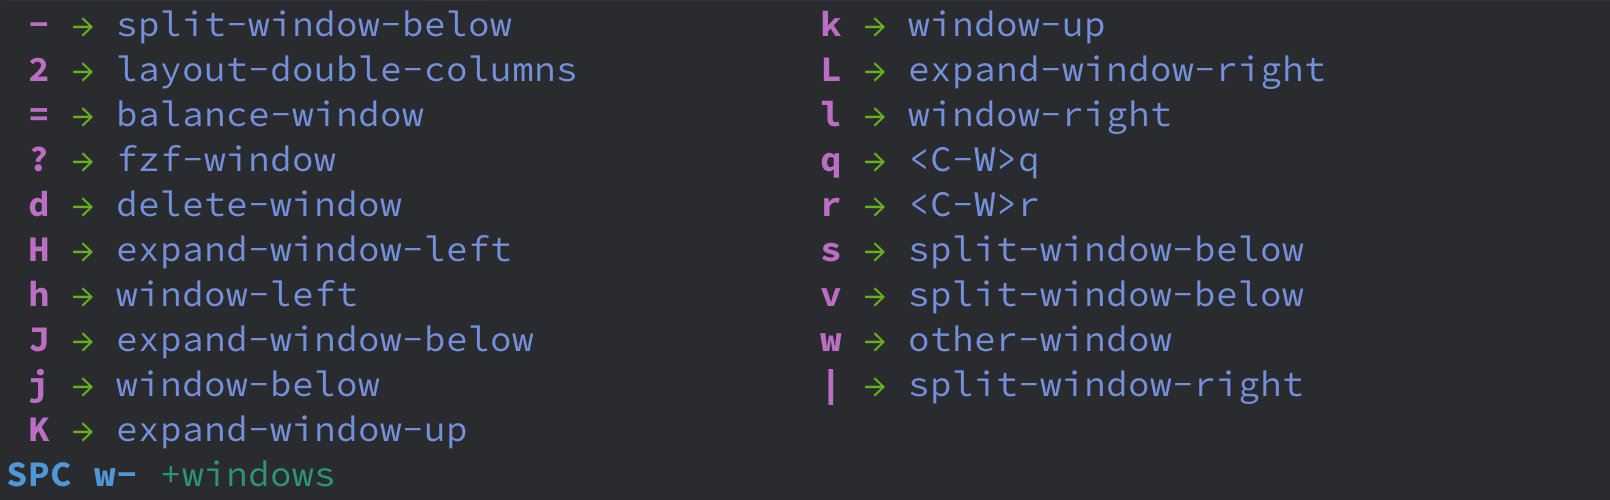 - → split-window-below k → window-up
2 → layout-double-columns L → expand-window-right
= → balance-window l → window-right
? → fzf-window q → <C-W>q
d → delete-window r → <C-W>r
H → expand-window-left s → split-window-below
h → window-left v → split-window-below
J → expand-window-below w → other-window
j → window-below | → split-window-right
K → expand-window-up
SPC w- +windows